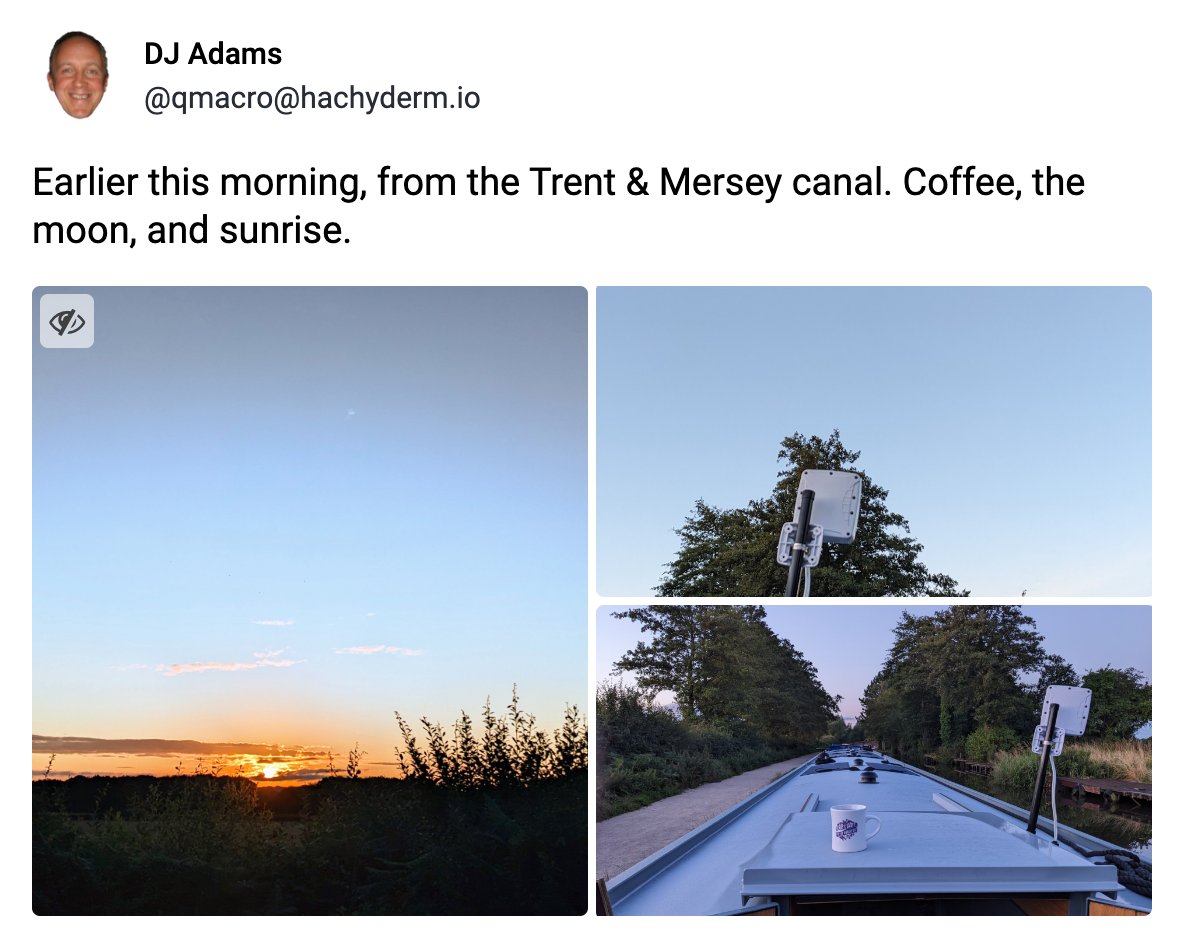 DJ Adams
@qmacro@hachyderm.io
Earlier this morning, from the Trent & Mersey canal. Coffee, the
moon, and sunrise.